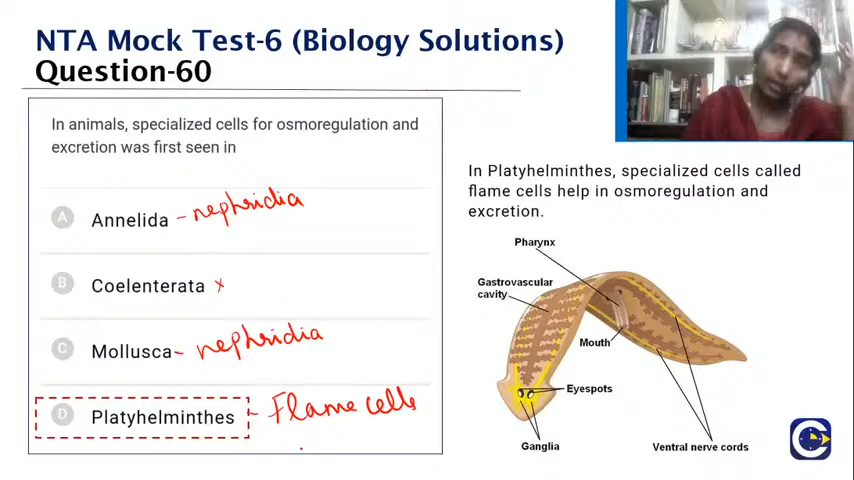 NTA Mock Test-6 (Biology Solutions)
Question-60
In animals, specialized cells for osmoregulation and
excretion was first seen in
A Annelida - nephridia
B Coelenterata x
C Mollusca - nephridia
D Platyhelminthes - Flame cells
In Platyhelminthes, specialized cells called
flame cells help in osmoregulation and
excretion.
Pharynx
Gastrovascular
cavity
Mouth
Eyespots
Ganglia
Ventral nerve cords